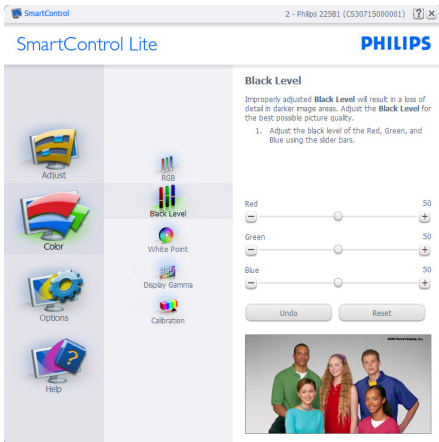 SmartControl
2 - Philips 225B1 (CS30715000001)
?
SmartControl Lite
PHILIPS
Adjust
Color
Options
Help
RGB
Black Level
White Point
Display Gamma
Calibration
Black Level
Improperly adjusted Black Level will result in a loss of
detail in darker image areas. Adjust the Black Level for
the best possible picture quality.
1. Adjust the black level of the Red, Green, and
Blue using the slider bars.
Red 50
Green 50
Blue 50
Undo Reset